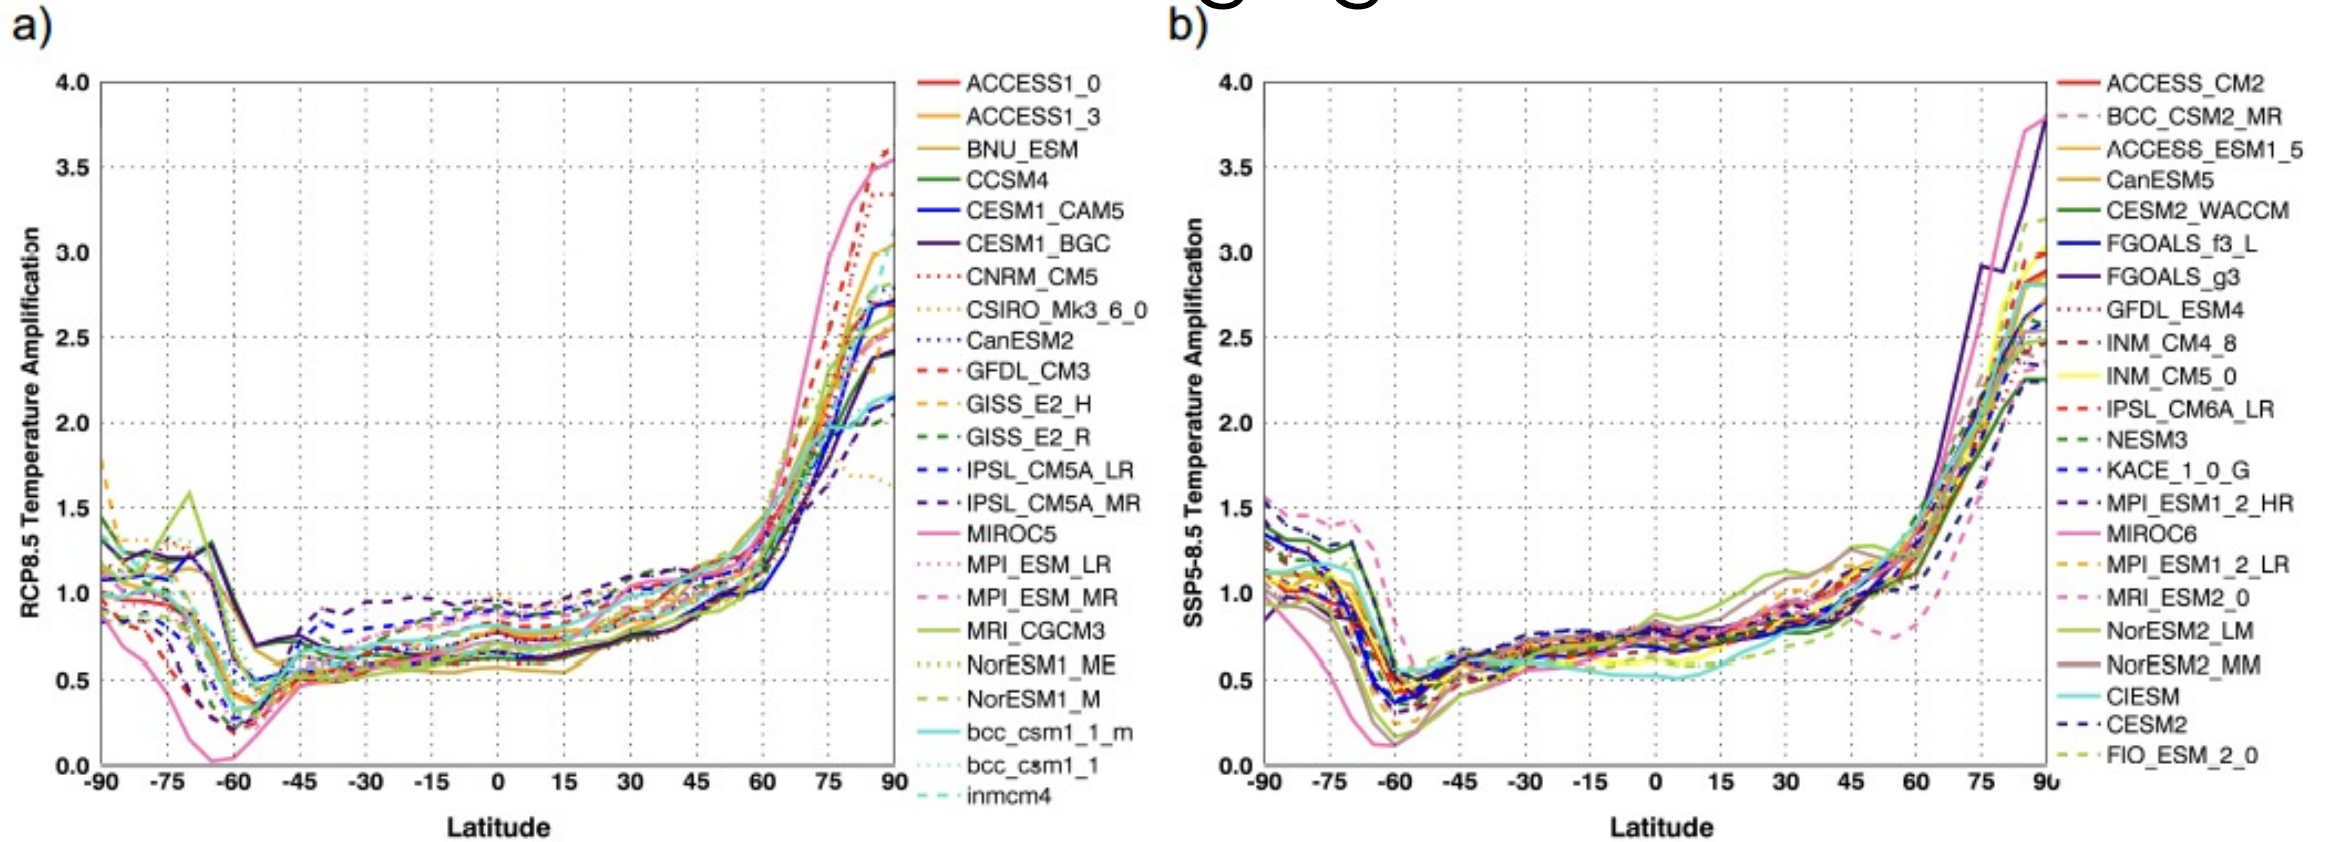 a)
RCP8.5 Temperature Amplification
4.0
3.5
3.0
2.5
2.0
1.5
1.0
0.5
0.0
-90 -75 -60 -45 -30 -15 0 15 30 45 60 75 90
Latitude
ACCESS1_0
ACCESS1_3
BNU_ESM
CCSM4
CESM1_CAM5
CESM1_BGC
CNRM_CM5
CSIRO_Mk3_6_0
CanESM2
GFDL_CM3
GISS_E2_H
GISS_E2_R
IPSL_CM5A_LR
IPSL_CM5A_MR
MIROC5
MPI_ESM_LR
MPI_ESM_MR
MRI_CGCM3
NorESM1_ME
NorESM1_M
bcc_csm1_1_m
bcc_csm1_1
inmcm4
b)
SSP5-8.5 Temperature Amplification
4.0
3.5
3.0
2.5
2.0
1.5
1.0
0.5
0.0
-90 -75 -60 -45 -30 -15 0 15 30 45 60 75 90
Latitude
ACCESS_CM2
BCC_CSM2_MR
ACCESS_ESM1_5
CanESM5
CESM2_WACCM
FGOALS_f3_L
FGOALS_g3
GFDL_ESM4
INM_CM4_8
INM_CM5_0
IPSL_CM6A_LR
NESM3
KACE_1_0_G
MPI_ESM1_2_HR
MIROC6
MPI_ESM1_2_LR
MRI_ESM2_0
NorESM2_LM
NorESM2_MM
CIESM
CESM2
FIO_ESM_2_0